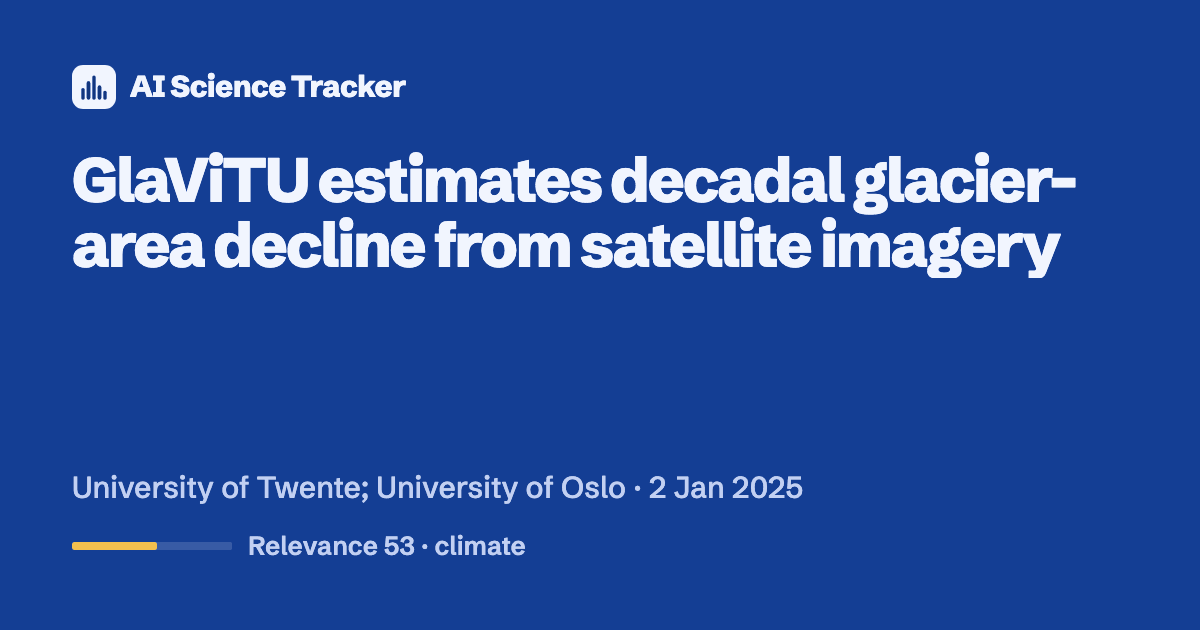 AI Science Tracker
GlaViTU estimates decadal glacier-
area decline from satellite imagery
University of Twente; University of Oslo · 2 Jan 2025
Relevance 53 · climate